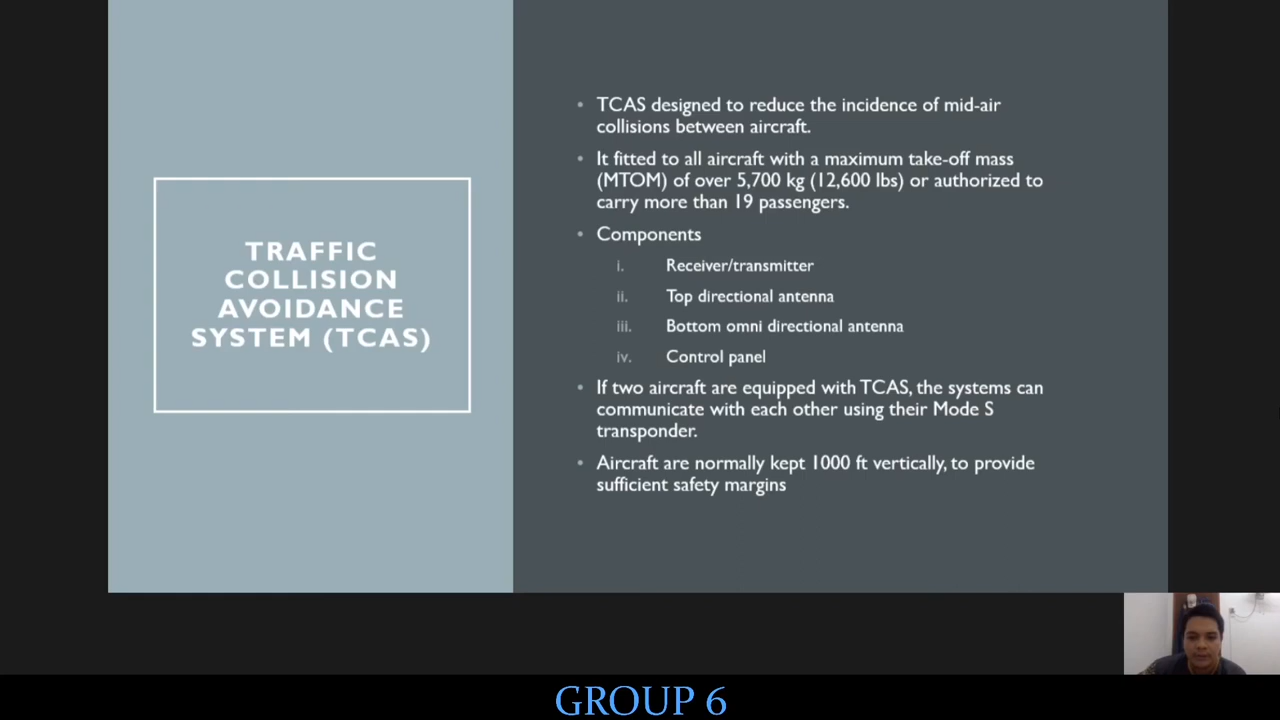 TRAFFIC
COLLISION
AVOIDANCE
SYSTEM (TCAS)
• TCAS designed to reduce the incidence of mid-air
collisions between aircraft.
• It fitted to all aircraft with a maximum take-off mass
(MTOM) of over 5,700 kg (12,600 lbs) or authorized to
carry more than 19 passengers.
• Components
i. Receiver/transmitter
ii. Top directional antenna
iii. Bottom omni directional antenna
iv. Control panel
• If two aircraft are equipped with TCAS, the systems can
communicate with each other using their Mode S
transponder.
• Aircraft are normally kept 1000 ft vertically, to provide
sufficient safety margins
GROUP 6